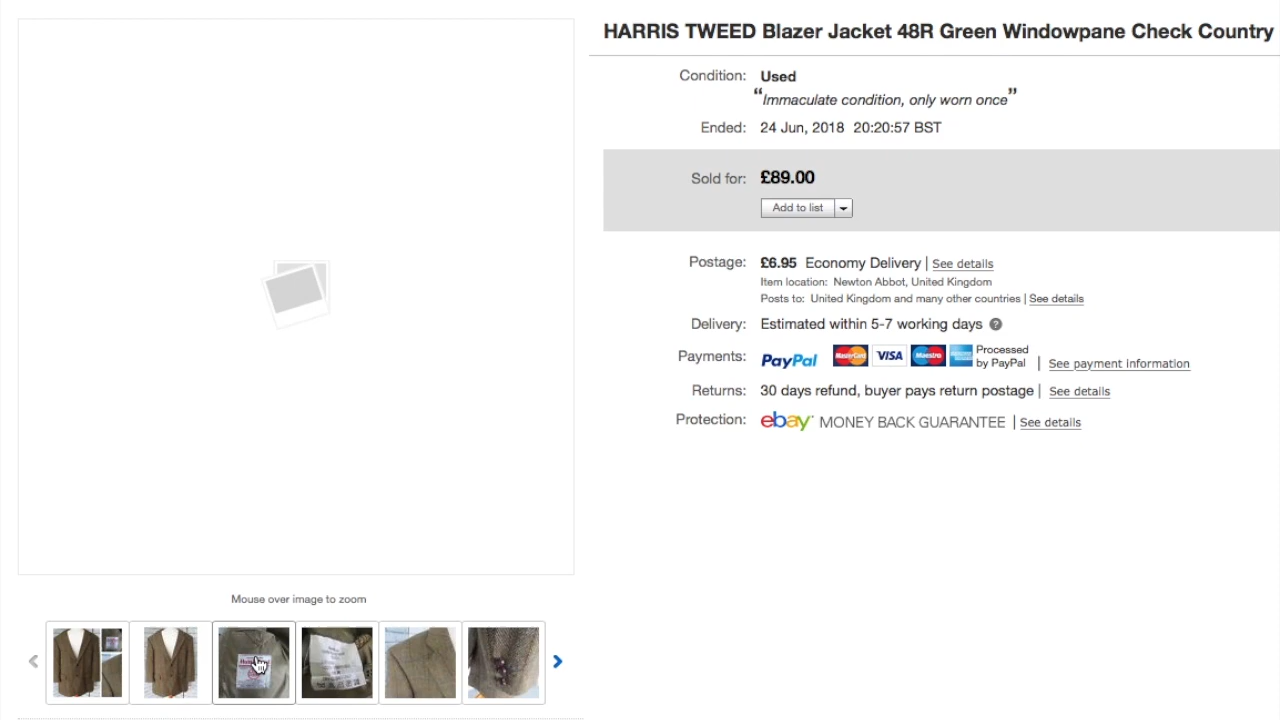 HARRIS TWEED Blazer Jacket 48R Green Windowpane Check Country
Condition: Used
“Immaculate condition, only worn once”
Ended: 24 Jun, 2018 20:20:57 BST
Sold for: £89.00
Add to list
Postage: £6.95 Economy Delivery | See details
Item location: Newton Abbot, United Kingdom
Posts to: United Kingdom and many other countries | See details
Delivery: Estimated within 5-7 working days ?
Payments: PayPal MasterCard VISA Maestro Processed
by PayPal | See payment information
Returns: 30 days refund, buyer pays return postage | See details
Protection: ebay MONEY BACK GUARANTEE | See details
Mouse over image to zoom